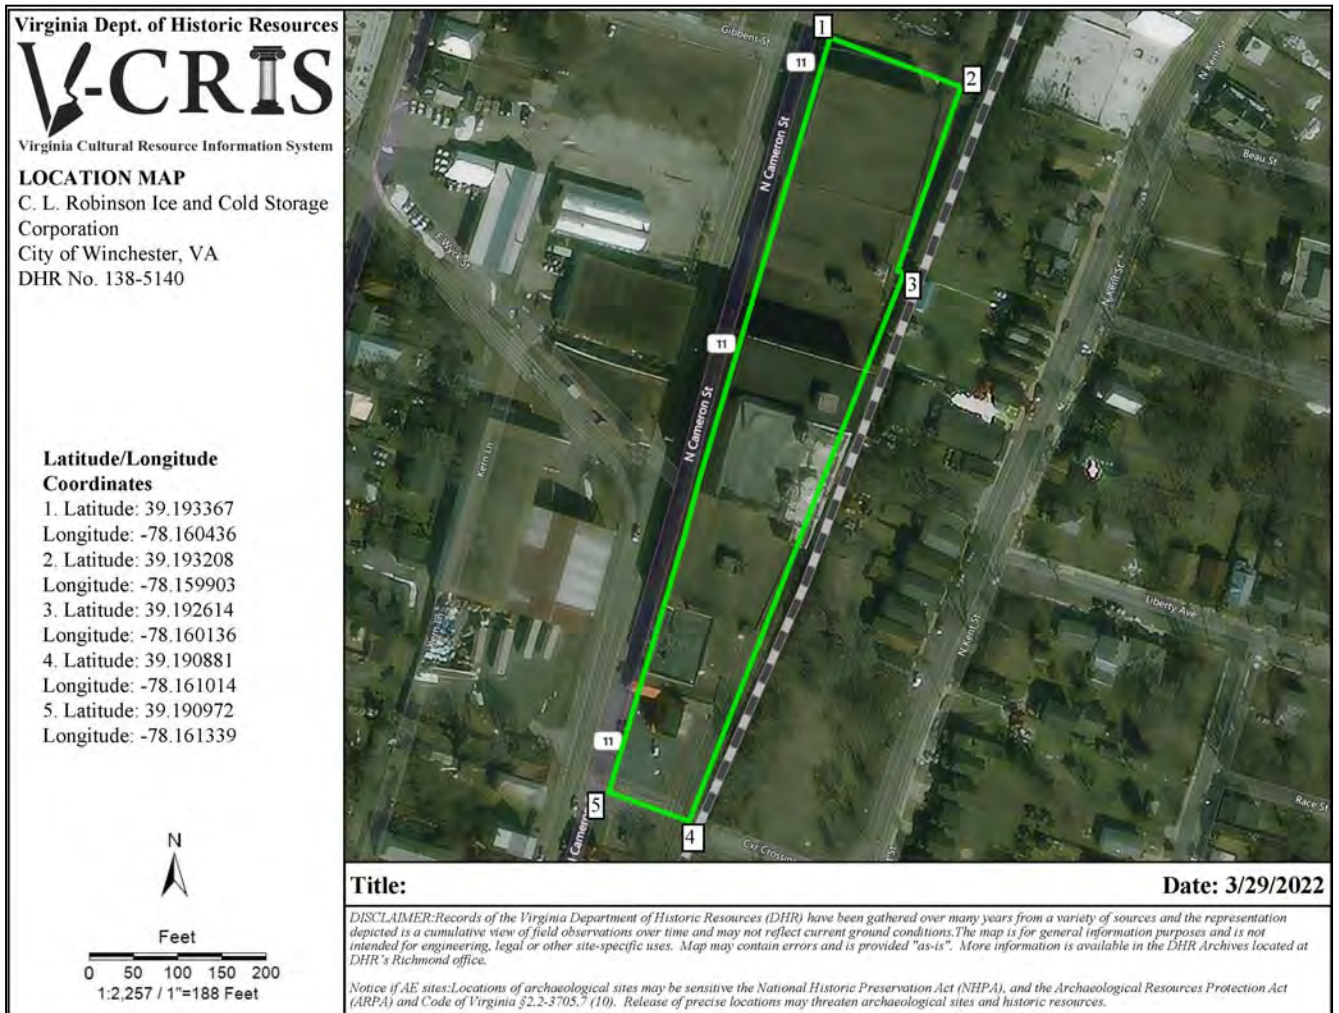 Virginia Dept. of Historic Resources
V-CRIS
Virginia Cultural Resource Information System
LOCATION MAP
C. L. Robinson Ice and Cold Storage
Corporation
City of Winchester, VA
DHR No. 138-5140
Latitude/Longitude
Coordinates
1. Latitude: 39.193367
Longitude: -78.160436
2. Latitude: 39.193208
Longitude: -78.159903
3. Latitude: 39.192614
Longitude: -78.160136
4. Latitude: 39.190881
Longitude: -78.161014
5. Latitude: 39.190972
Longitude: -78.161339
N
Feet
0 50 100 150 200
1:2,257 / 1"=188 Feet
Gibbens St
1
11
2
N Kent St
Beau St
N Cameron St
E Wyck St
3
N Kent St
11
N Cameron St
Kern Ln
Liberty Ave
Kern Ln
N Kent St
11
5
4
N Cameron
Cxr Crossing
Race St
Title:
Date: 3/29/2022
DISCLAIMER:Records of the Virginia Department of Historic Resources (DHR) have been gathered over many years from a variety of sources and the representation
depicted is a cumulative view of field observations over time and may not reflect current ground conditions.The map is for general information purposes and is not
intended for engineering, legal or other site-specific uses. Map may contain errors and is provided "as-is". More information is available in the DHR Archives located at
DHR's Richmond office.
Notice if AE sites:Locations of archaeological sites may be sensitive the National Historic Preservation Act (NHPA), and the Archaeological Resources Protection Act
(ARPA) and Code of Virginia §2.2-3705.7 (10). Release of precise locations may threaten archaeological sites and historic resources.